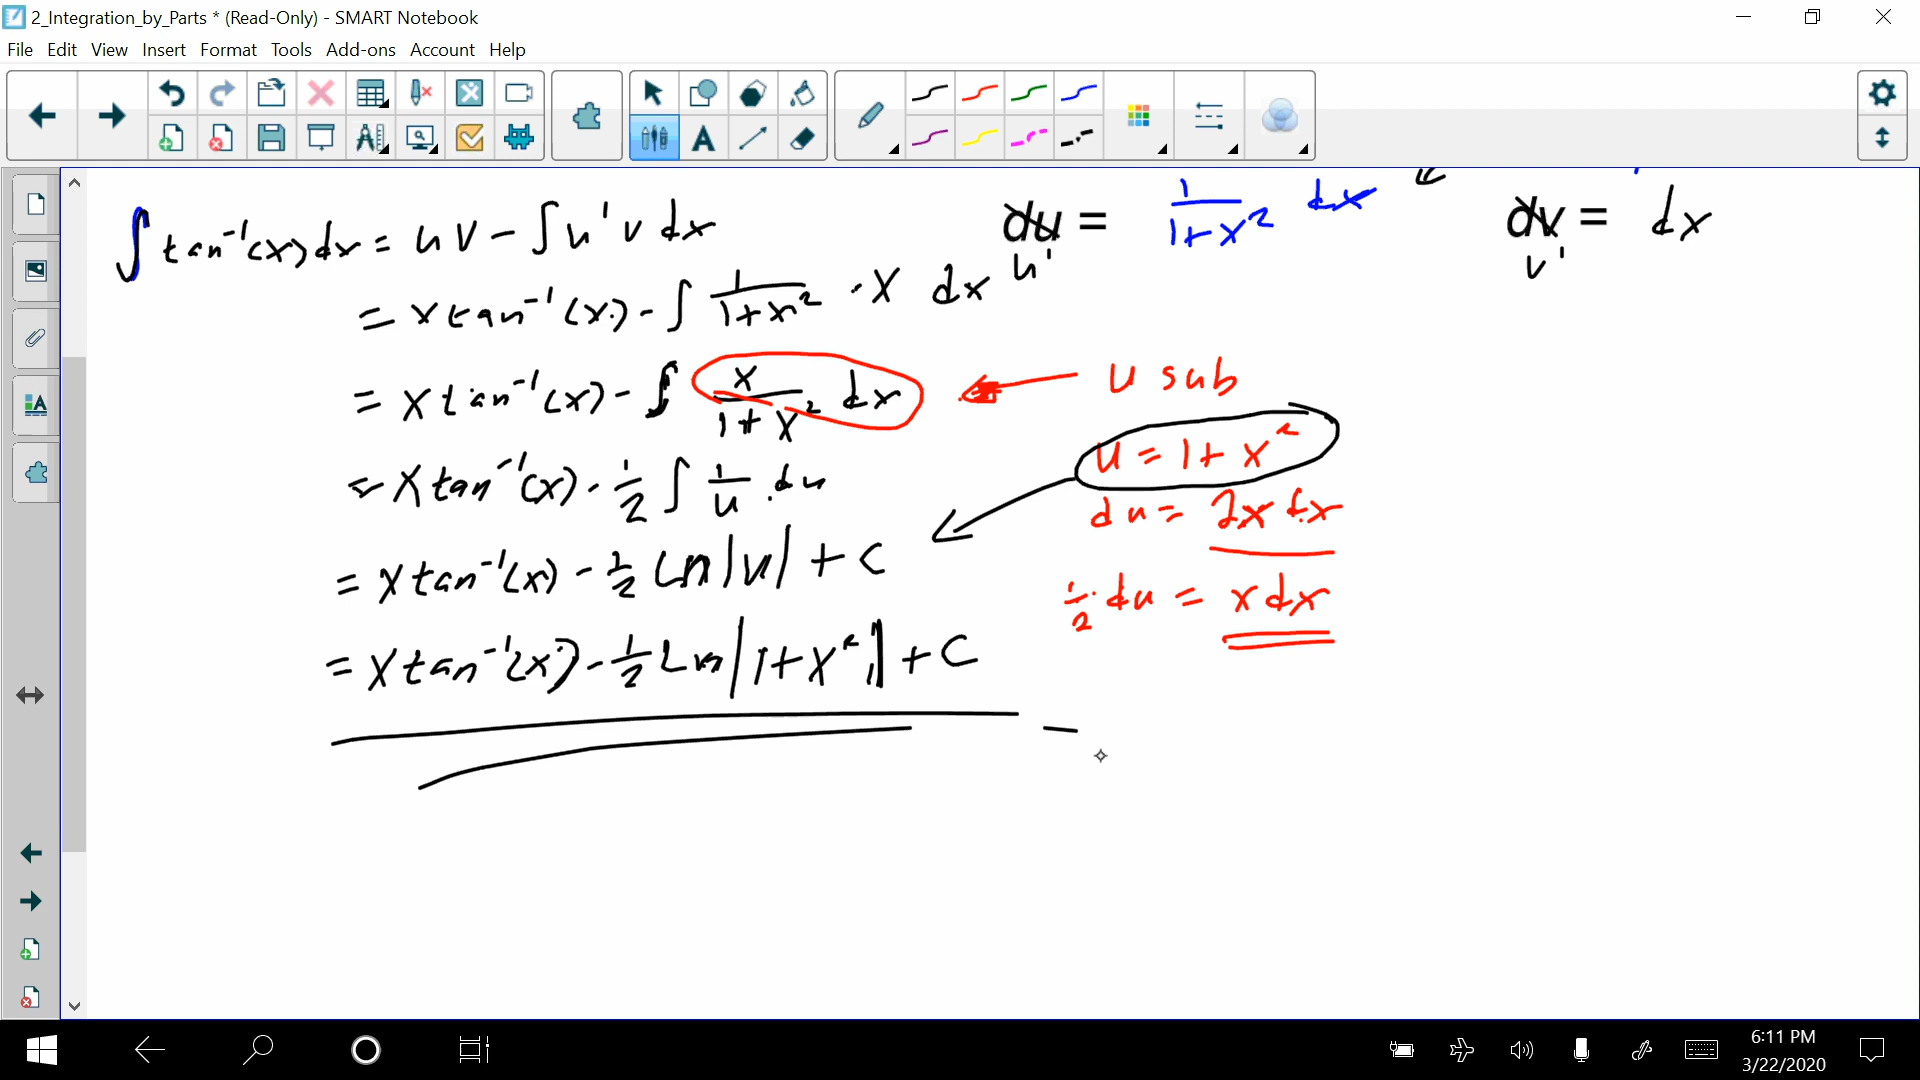 2_Integration_by_Parts * (Read-Only) - SMART Notebook
File Edit View Insert Format Tools Add-ons Account Help
∫ tan⁻¹(x) dx = uv - ∫ u'v dx
du = 1/(1+x²) dx
u'
dv = dx
v'
= x tan⁻¹(x) - ∫ 1/(1+x²) · x dx
= x tan⁻¹(x) - ∫ x/(1+x²) dx
u sub
u = 1 + x²
= x tan⁻¹(x) - 1/2 ∫ 1/u · du
du = 2x dx
= x tan⁻¹(x) - 1/2 Ln|u| + C
1/2 · du = x dx
= x tan⁻¹(x) - 1/2 Ln|1+x²| + C
6:11 PM
3/22/2020